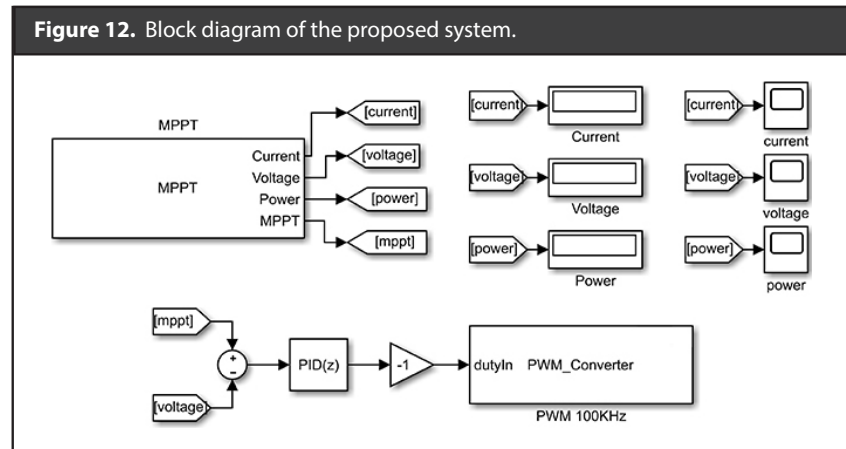 Figure 12. Block diagram of the proposed system.
MPPT
MPPT
Current
Voltage
Power
MPPT
[current]
[voltage]
[power]
[mppt]
[current]
Current
[voltage]
Voltage
[power]
Power
[current]
current
[voltage]
voltage
[power]
power
[mppt]
[voltage]
+
−
PID(z)
-1
dutyIn PWM_Converter
PWM 100KHz